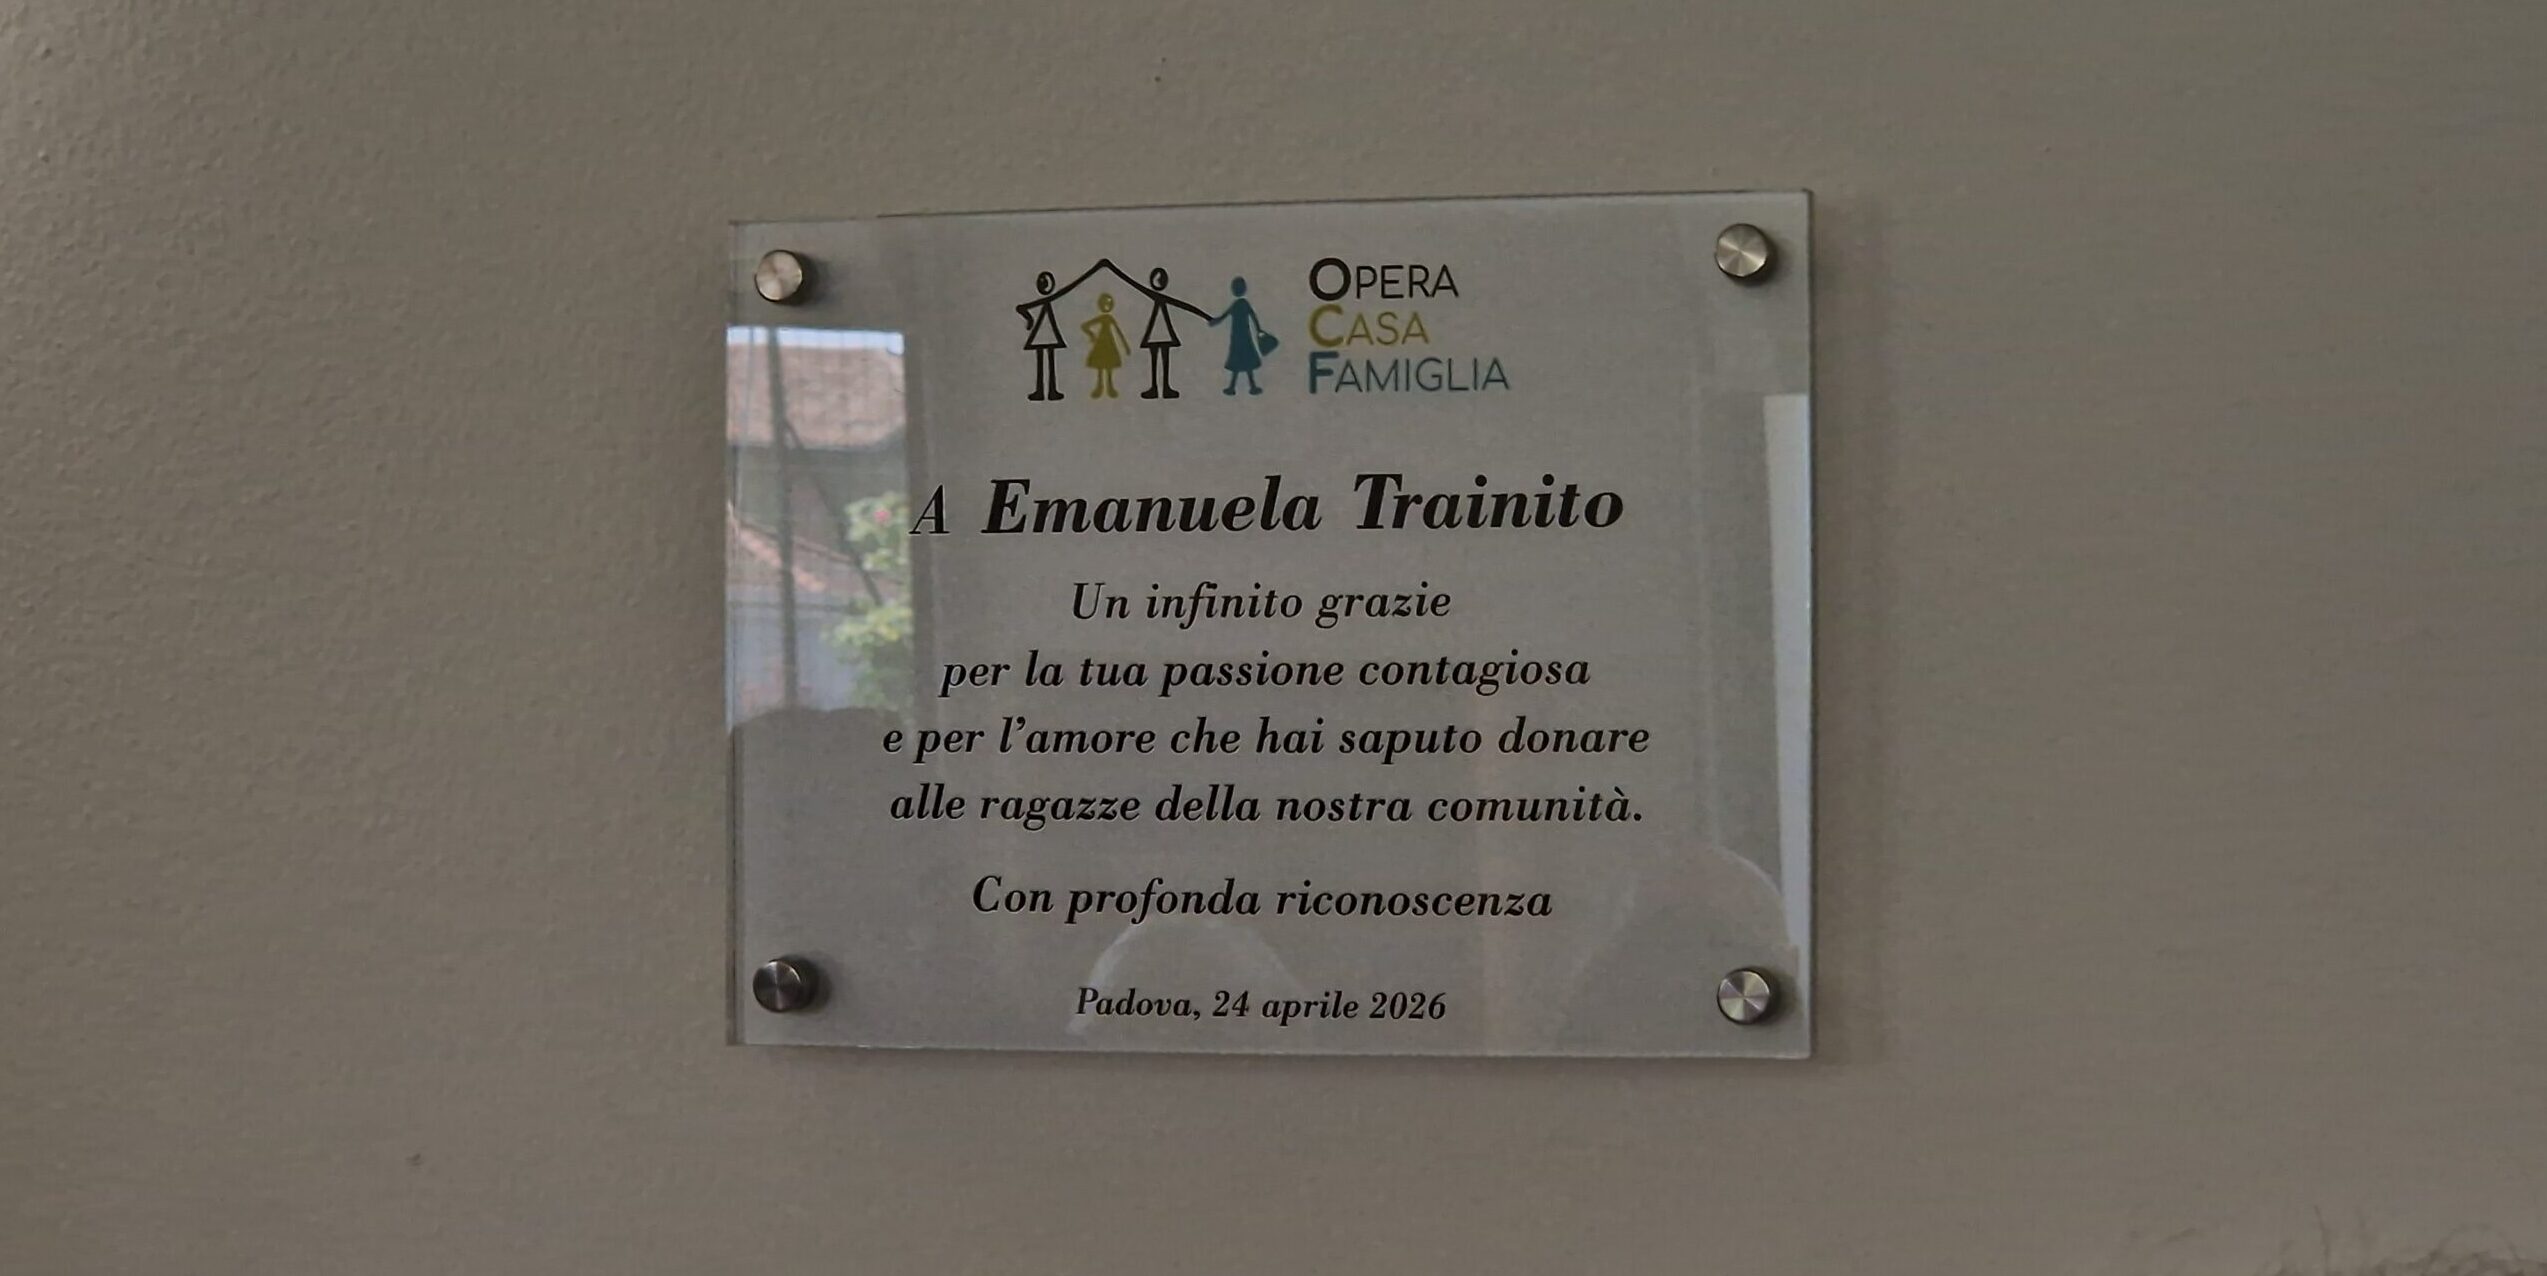 OPERA
CASA
FAMIGLIA
A Emanuela Trainito
Un infinito grazie
per la tua passione contagiosa
e per l'amore che hai saputo donare
alle ragazze della nostra comunità.
Con profonda riconoscenza
Padova, 24 aprile 2026